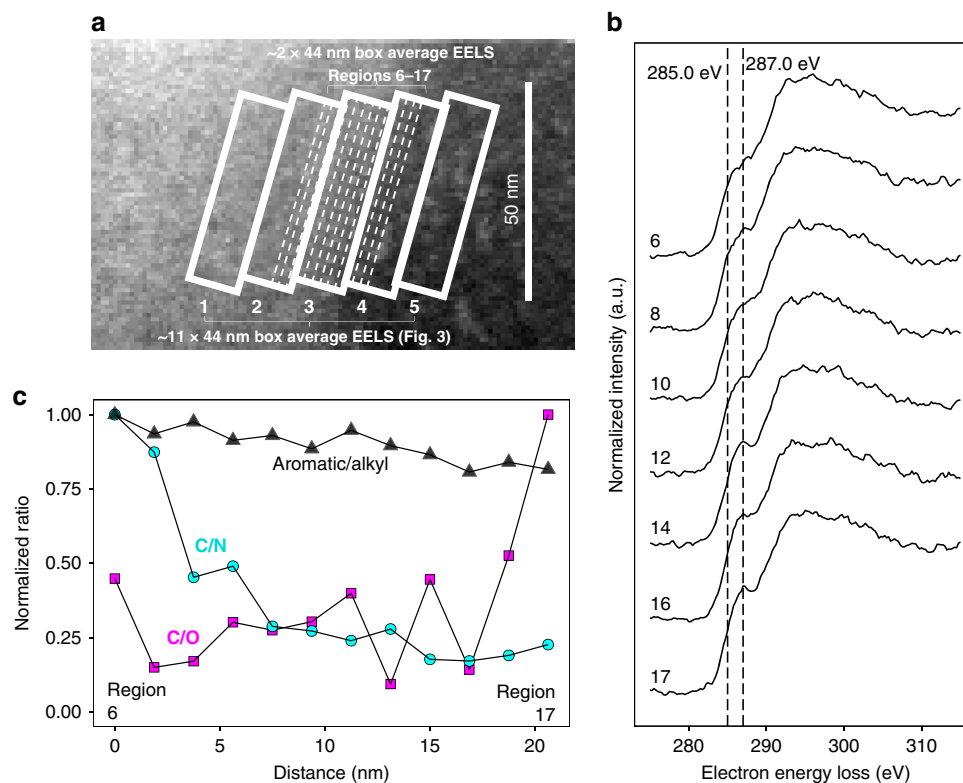 a
~2 × 44 nm box average EELS
Regions 6–17
50 nm
1 2 3 4 5
~11 × 44 nm box average EELS (Fig. 3)
b
285.0 eV
287.0 eV
6
8
10
12
14
16
17
Normalized intensity (a.u.)
280 290 300 310
Electron energy loss (eV)
c
1.00
0.75
0.50
0.25
0.00
Normalized ratio
Aromatic/alkyl
C/N
C/O
Region
6
Region
17
0 5 10 15 20
Distance (nm)